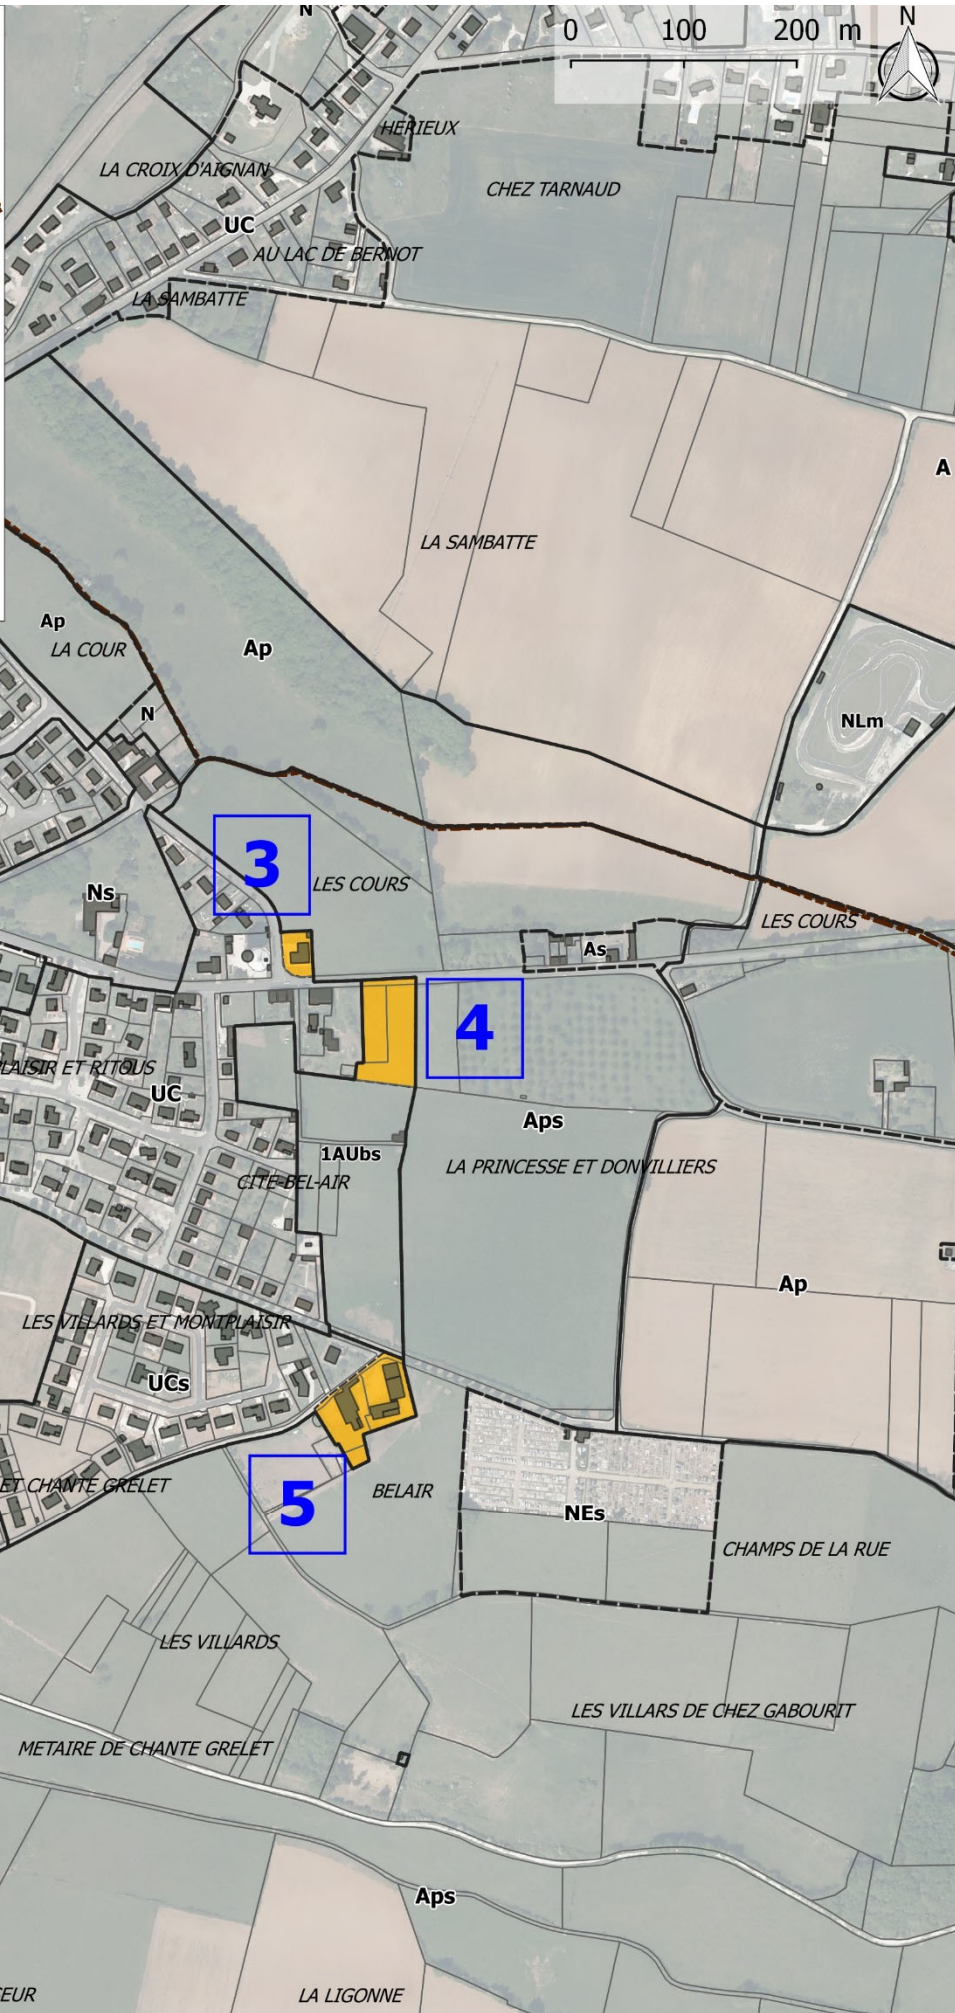 N
0 100 200 m
N
HERIEUX
LA CROIX D'AIGNAN
CHEZ TARNAUD
UC
AU LAC DE BERNOT
LA SAMBATTE
A
LA SAMBATTE
Ap
LA COUR
Ap
N
NLm
3
LES COURS
Ns
LES COURS
As
4
PLAISIR ET RITOUS
UC
Aps
1AUbs
LA PRINCESSE ET DONVILLIERS
CITE-BEL-AIR
Ap
LES VILLARDS ET MONTPLAISIR
UCs
ET CHANTE GRELET
BELAIR
5
NEs
CHAMPS DE LA RUE
LES VILLARDS
LES VILLARS DE CHEZ GABOURIT
METAIRE DE CHANTE GRELET
Aps
EUR
LA LIGONNE